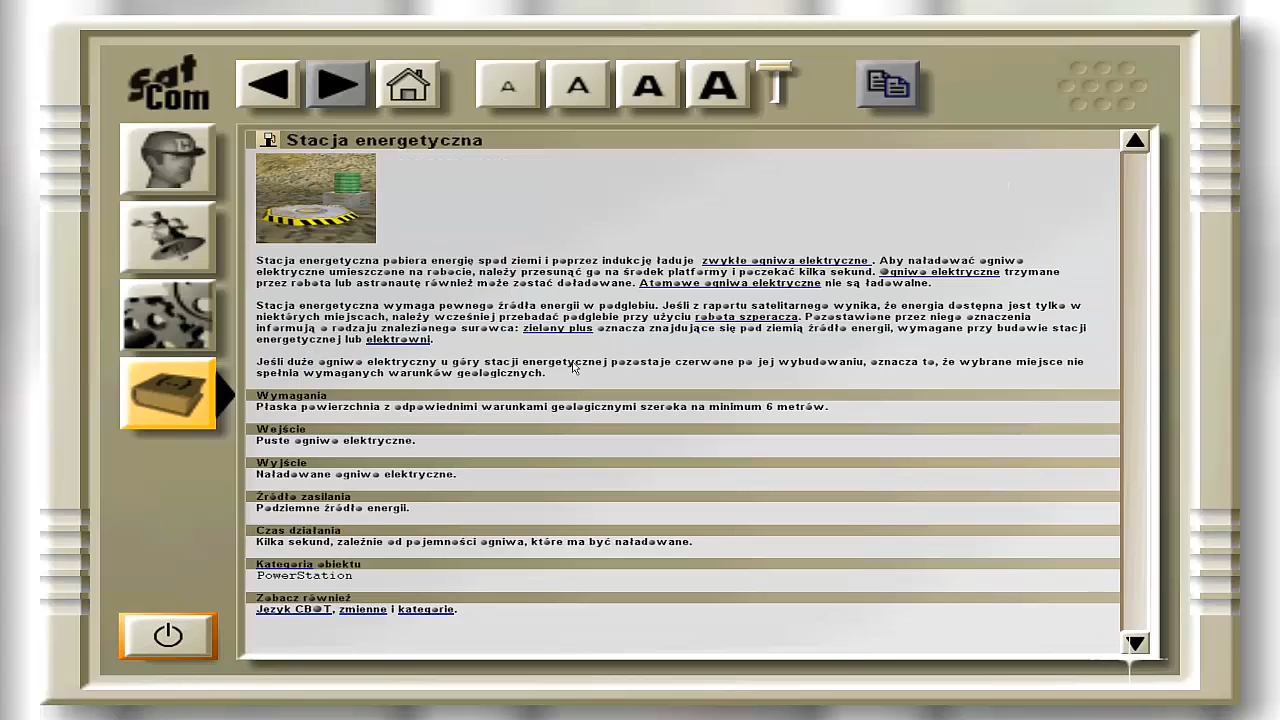 sat
Com
A A A A
Stacja energetyczna
Stacja energetyczna pobiera energię spod ziemi i poprzez indukcję ładuje zwykłe ogniwa elektryczne . Aby naładować ogniwo
elektryczne umieszczone na robocie, należy przesunąć go na środek platformy i poczekać kilka sekund. Ogniwo elektryczne trzymane
przez robota lub astronautę również może zostać doładowane. Atomowe ogniwa elektryczne nie są ładowalne.
Stacja energetyczna wymaga pewnego źródła energii w podglebiu. Jeśli z raportu satelitarnego wynika, że energia dostępna jest tylko w
niektórych miejscach, należy wcześniej przebadać podglebie przy użyciu robota szperacza. Pozostawione przez niego oznaczenia
informują o rodzaju znalezionego surowca: zielony plus oznacza znajdujące się pod ziemią źródło energii, wymagane przy budowie stacji
energetycznej lub elektrowni.
Jeśli duże ogniwo elektryczny u góry stacji energetycznej pozostaje czerwone po jej wybudowaniu, oznacza to, że wybrane miejsce nie
spełnia wymaganych warunków geologicznych.
Wymagania
Płaska powierzchnia z odpowiednimi warunkami geologicznymi szeroka na minimum 6 metrów.
Wejście
Puste ogniwo elektryczne.
Wyjście
Naładowane ogniwo elektryczne.
Źródło zasilania
Podziemne źródło energii.
Czas działania
Kilka sekund, zależnie od pojemności ogniwa, które ma być naładowane.
Kategoria obiektu
PowerStation
Zobacz również
Język CBOT, zmienne i kategorie.